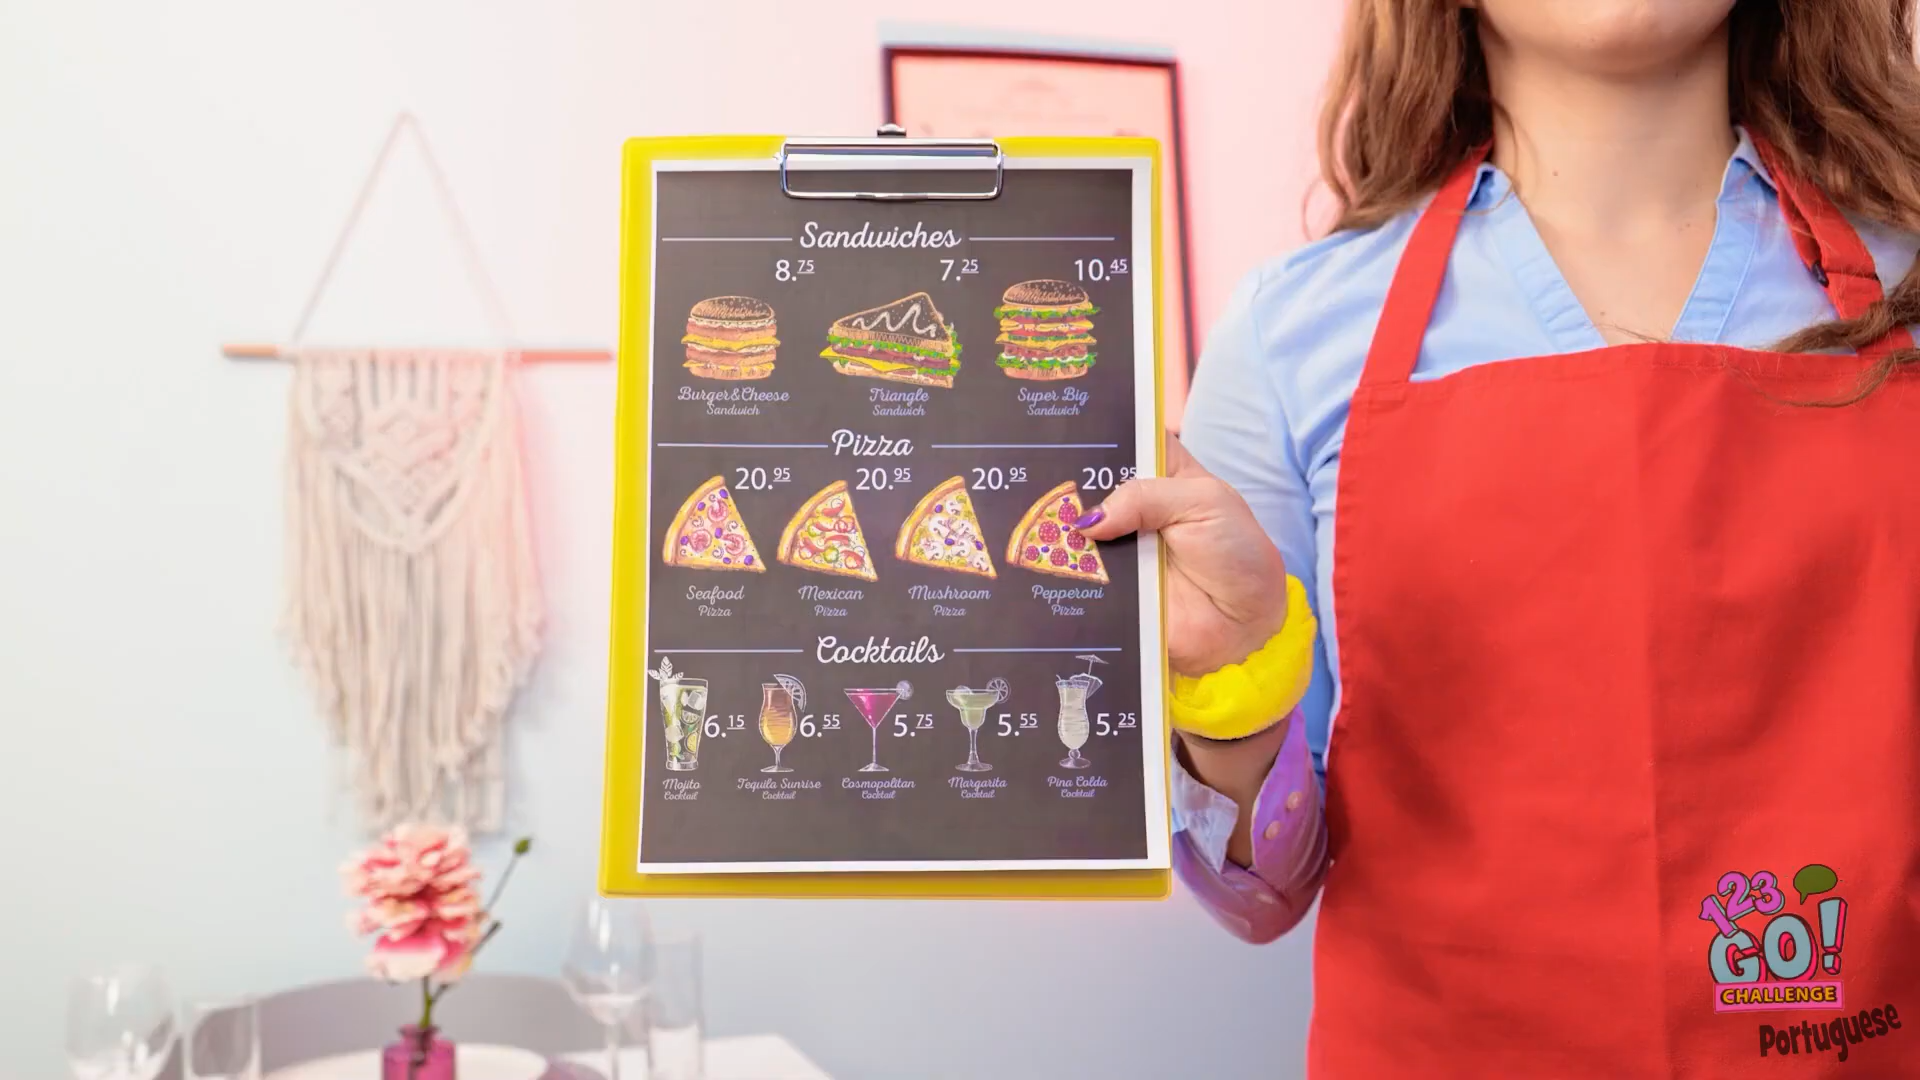 Sandwiches
8.75 7.25 10.45
Burger&Cheese Triangle Super Big
Sandwich Sandwich Sandwich
Pizza
20.95 20.95 20.95 20.95
Seafood Mexican Mushroom Pepperoni
Pizza Pizza Pizza Pizza
Cocktails
6.15 6.55 5.75 5.55 5.25
Mojito Tequila Sunrise Cosmopolitan Margarita Pina Colda
Cocktail Cocktail Cocktail Cocktail Cocktail
123
GO!
CHALLENGE
Portuguese